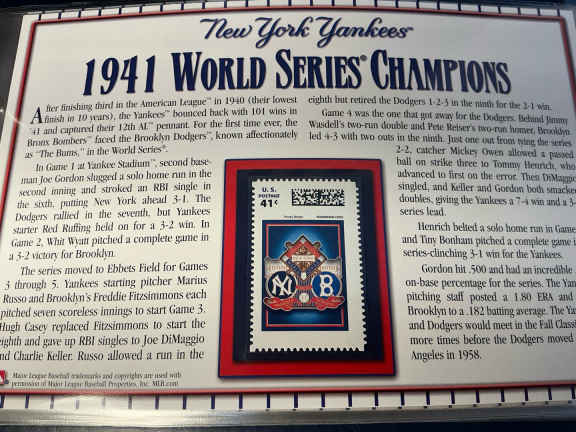 New York Yankees
1941 WORLD SERIES CHAMPIONS
After finishing third in the American League™ in 1940 (their lowest
finish in 10 years), the Yankees™ bounced back with 101 wins in
'41 and captured their 12th AL™ pennant. For the first time ever, the
Bronx Bombers™ faced the Brooklyn Dodgers™, known affectionately
as "The Bums," in the World Series®.
In Game 1 at Yankee Stadium™, second base-
man Joe Gordon slugged a solo home run in the
second inning and stroked an RBI single in
the sixth, putting New York ahead 3-1. The
Dodgers rallied in the seventh, but Yankees
starter Red Ruffing held on for a 3-2 win. In
Game 2, Whit Wyatt pitched a complete game in
a 3-2 victory for Brooklyn.
The series moved to Ebbets Field for Games
3 through 5. Yankees starting pitcher Marius
Russo and Brooklyn's Freddie Fitzsimmons each
pitched seven scoreless innings to start Game 3.
Hugh Casey replaced Fitzsimmons to start the
eighth and gave up RBI singles to Joe DiMaggio
and Charlie Keller. Russo allowed a run in the
eighth but retired the Dodgers 1-2-3 in the ninth for the 2-1 win.
Game 4 was the one that got away for the Dodgers. Behind Jimmy
Wasdell's two-run double and Pete Reiser's two-run homer, Brooklyn
led 4-3 with two outs in the ninth. Just one out from tying the series
2-2, catcher Mickey Owen allowed a passed
ball on strike three to Tommy Henrich, who
advanced to first on the error. Then DiMaggio
singled, and Keller and Gordon both smacked
doubles, giving the Yankees a 7-4 win and a 3-
series lead.
Henrich belted a solo home run in Game
and Tiny Bonham pitched a complete game in
series-clinching 3-1 win for the Yankees.
Gordon hit .500 and had an incredible
on-base percentage for the series. The Yan
pitching staff posted a 1.80 ERA and
Brooklyn to a .182 batting average. The Ya
and Dodgers would meet in the Fall Classi
more times before the Dodgers moved
Angeles in 1958.
U.S.
POSTAGE
41¢
NY
B
Major League Baseball trademarks and copyrights are used with
permission of Major League Baseball Properties, Inc. MLB.com